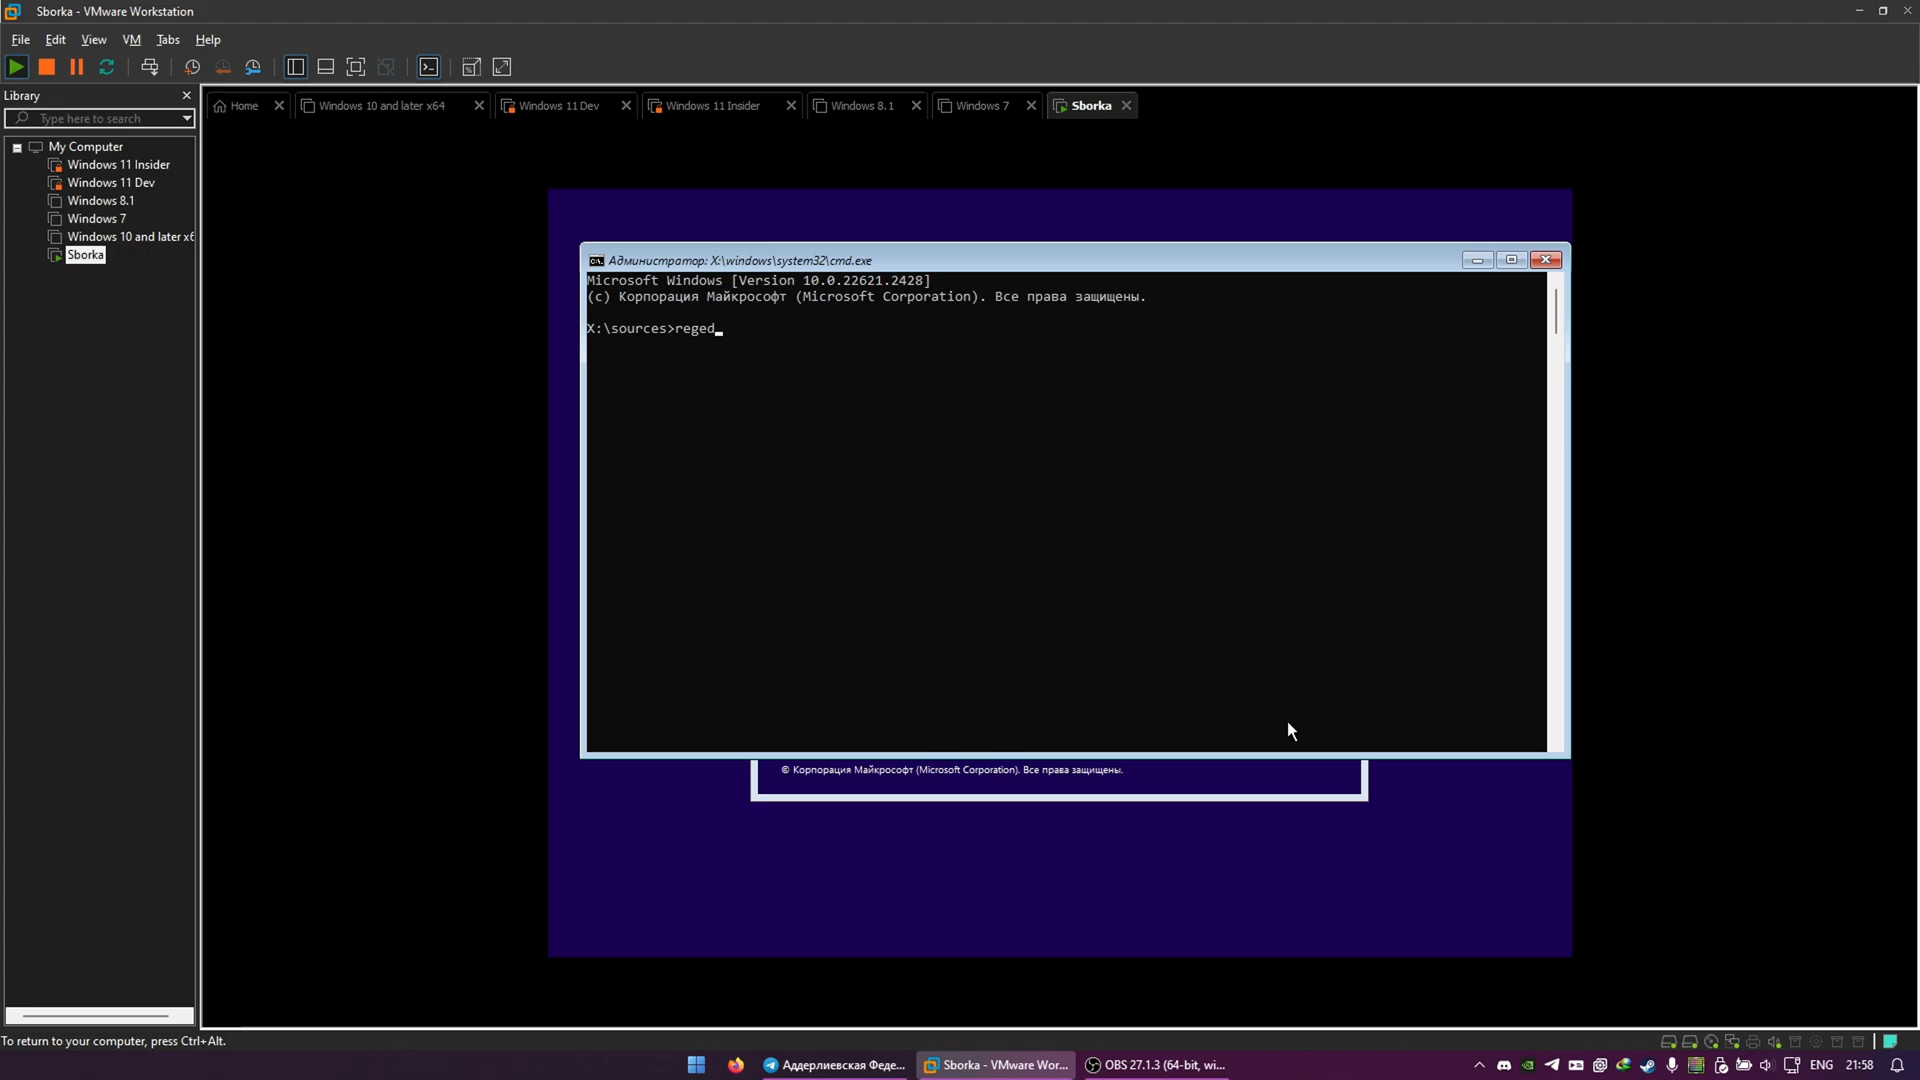 Sborka - VMware Workstation
File Edit View VM Tabs Help
Library
Type here to search
My Computer
Windows 11 Insider
Windows 11 Dev
Windows 8.1
Windows 7
Windows 10 and later x6
Sborka
Home
Windows 10 and later x64
Windows 11 Dev
Windows 11 Insider
Windows 8.1
Windows 7
Sborka
Администратор: X:\windows\system32\cmd.exe
Microsoft Windows [Version 10.0.22621.2428]
(c) Корпорация Майкрософт (Microsoft Corporation). Все права защищены.
X:\sources>reged_
© Корпорация Майкрософт (Microsoft Corporation). Все права защищены.
To return to your computer, press Ctrl+Alt.
Аддерлиевская Феде...
Sborka - VMware Wor...
OBS 27.1.3 (64-bit, wi...
ENG
21:58